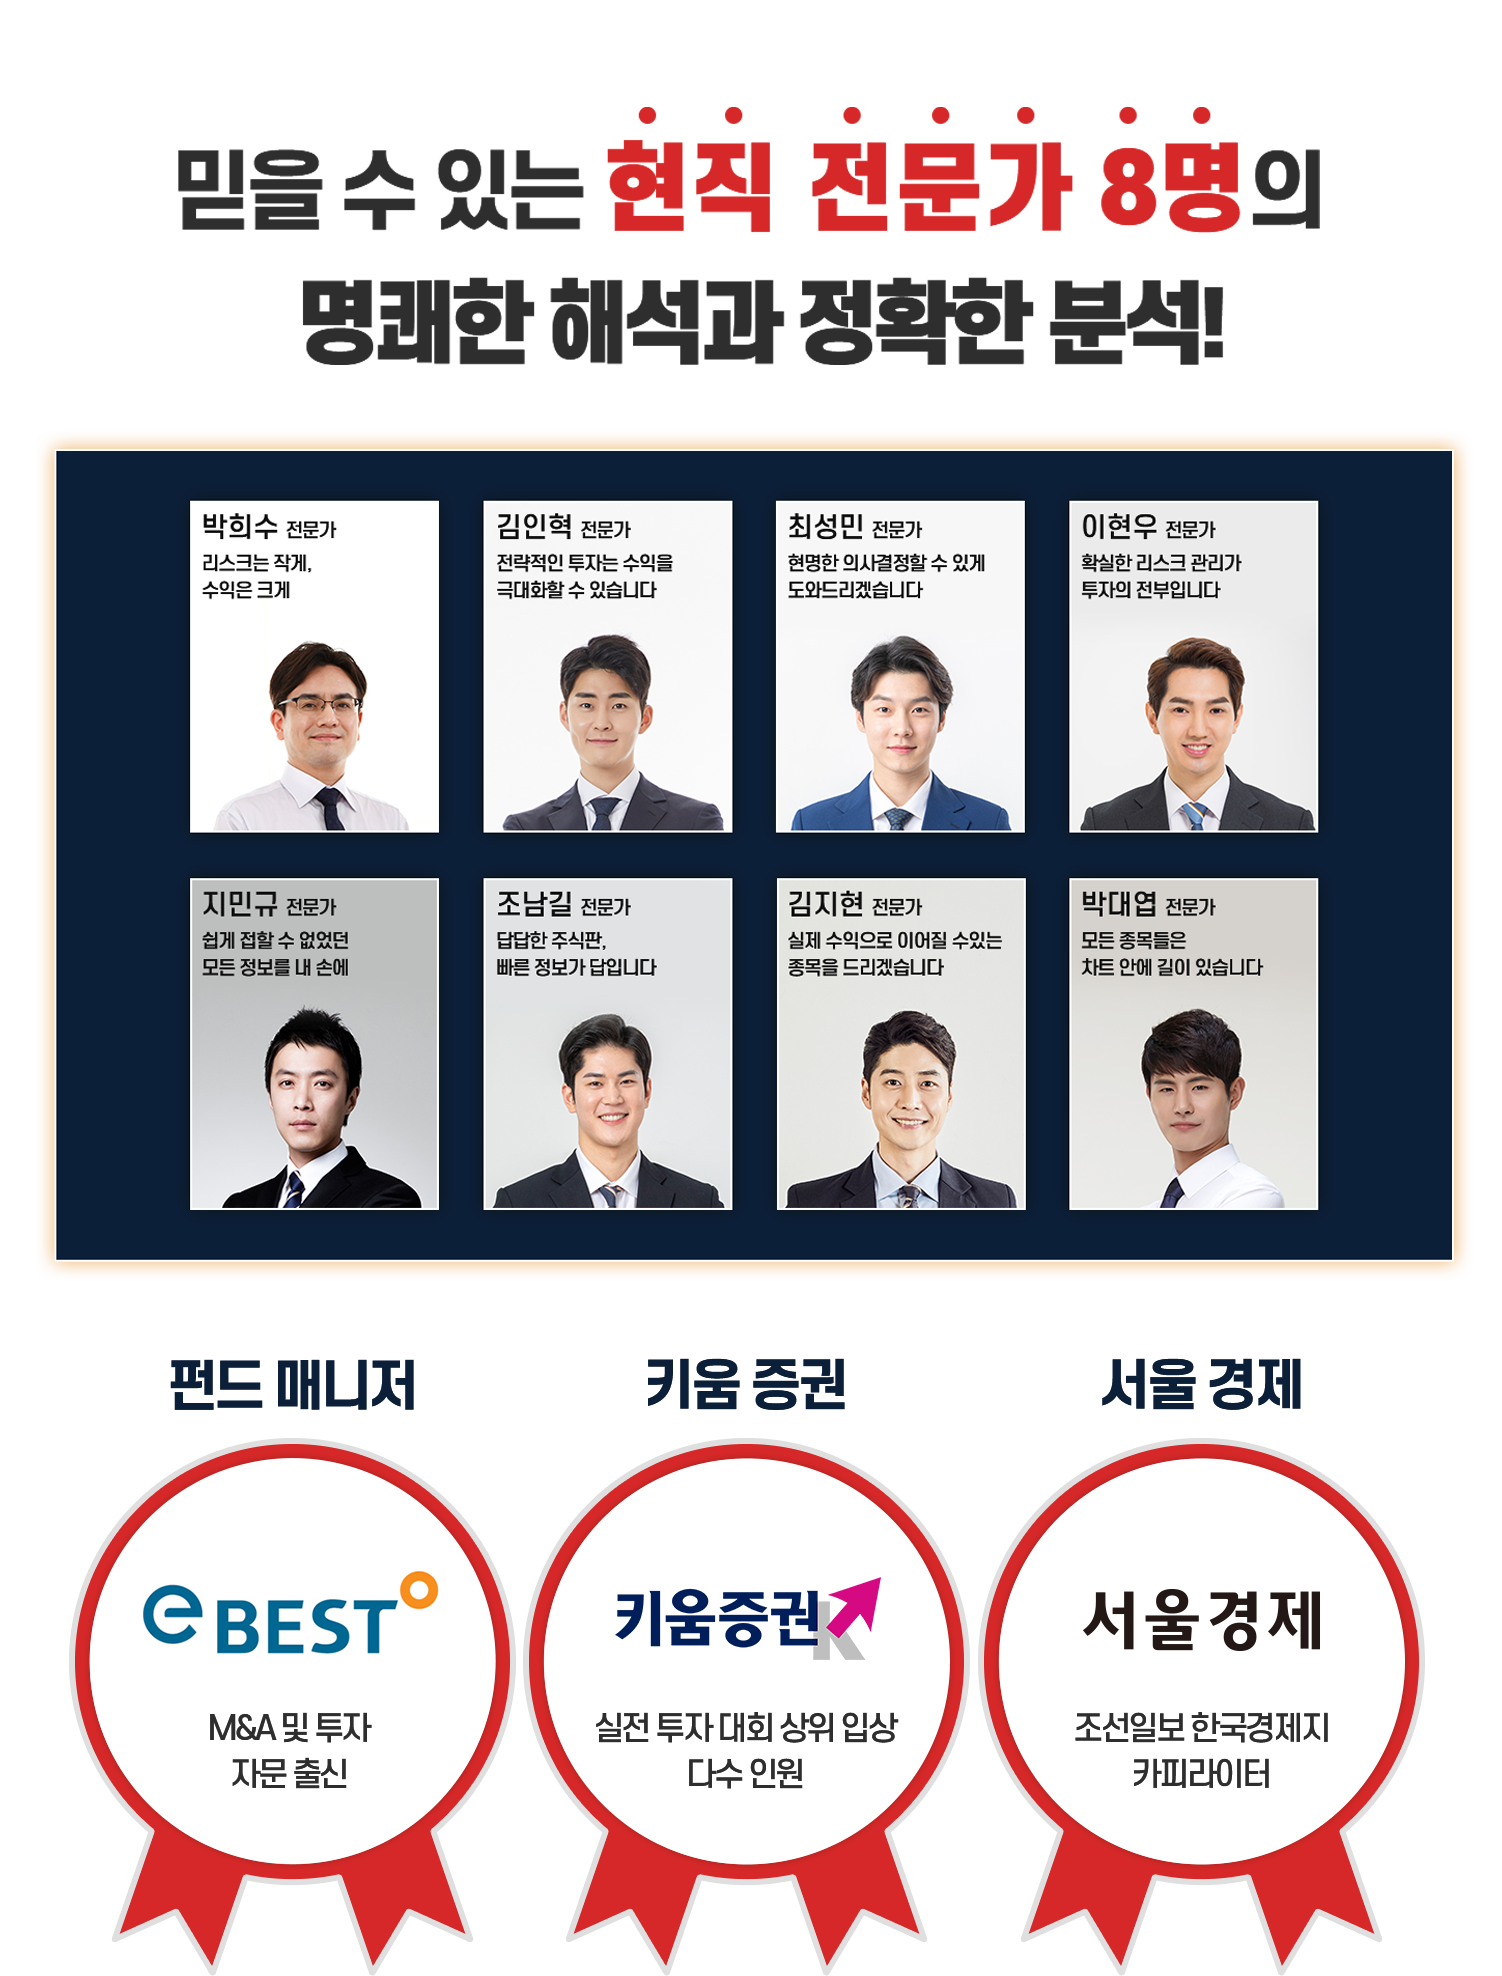 믿을 수 있는 현직 전문가 8명의
명쾌한 해석과 정확한 분석!
박희수 전문가
리스크는 작게,
수익은 크게
김인혁 전문가
전략적인 투자는 수익을
극대화할 수 있습니다
최성민 전문가
현명한 의사결정할 수 있게
도와드리겠습니다
이현우 전문가
확실한 리스크 관리가
투자의 전부입니다
지민규 전문가
쉽게 접할 수 없었던
모든 정보를 내 손에
조남길 전문가
답답한 주식판,
빠른 정보가 답입니다
김지현 전문가
실제 수익으로 이어질 수있는
종목을 드리겠습니다
박대엽 전문가
모든 종목들은
차트 안에 길이 있습니다
펀드 매니저
eBEST
M&A 및 투자
자문 출신
키움 증권
키움증권K
실전 투자 대회 상위 입상
다수 인원
서울 경제
서울경제
조선일보 한국경제지
카피라이터